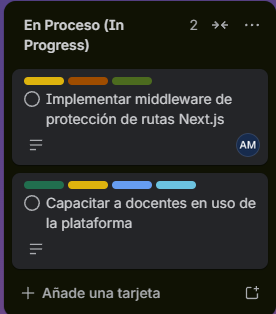 En Proceso (In
Progress)
2
Implementar middleware de
protección de rutas Next.js
AM
Capacitar a docentes en uso de
la plataforma
Añade una tarjeta